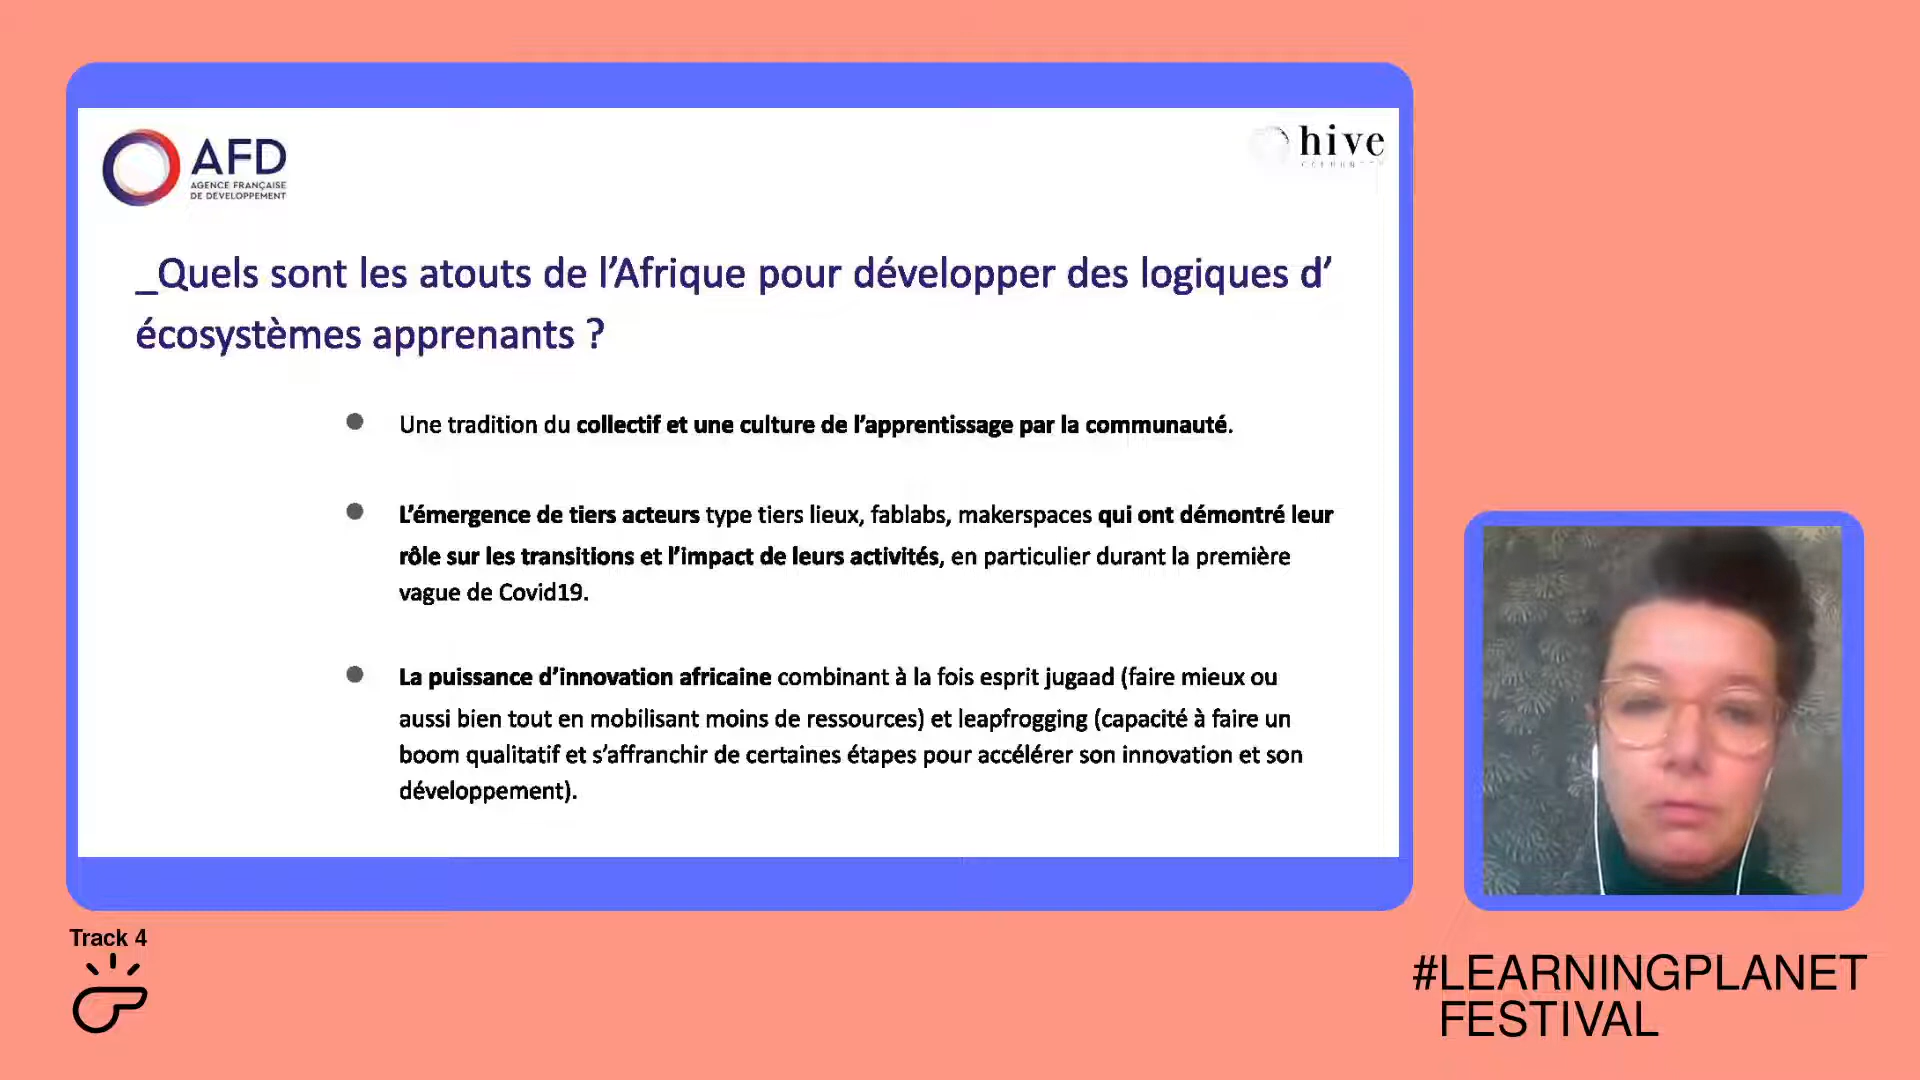 AFD
AGENCE FRANÇAISE
DE DÉVELOPPEMENT
hive
_Quels sont les atouts de l’Afrique pour développer des logiques d’
écosystèmes apprenants ?
Une tradition du collectif et une culture de l’apprentissage par la communauté.
L’émergence de tiers acteurs type tiers lieux, fablabs, makerspaces qui ont démontré leur
rôle sur les transitions et l’impact de leurs activités, en particulier durant la première
vague de Covid19.
La puissance d’innovation africaine combinant à la fois esprit jugaad (faire mieux ou
aussi bien tout en mobilisant moins de ressources) et leapfrogging (capacité à faire un
boom qualitatif et s’affranchir de certaines étapes pour accélérer son innovation et son
développement).
Track 4
#LEARNINGPLANET
FESTIVAL